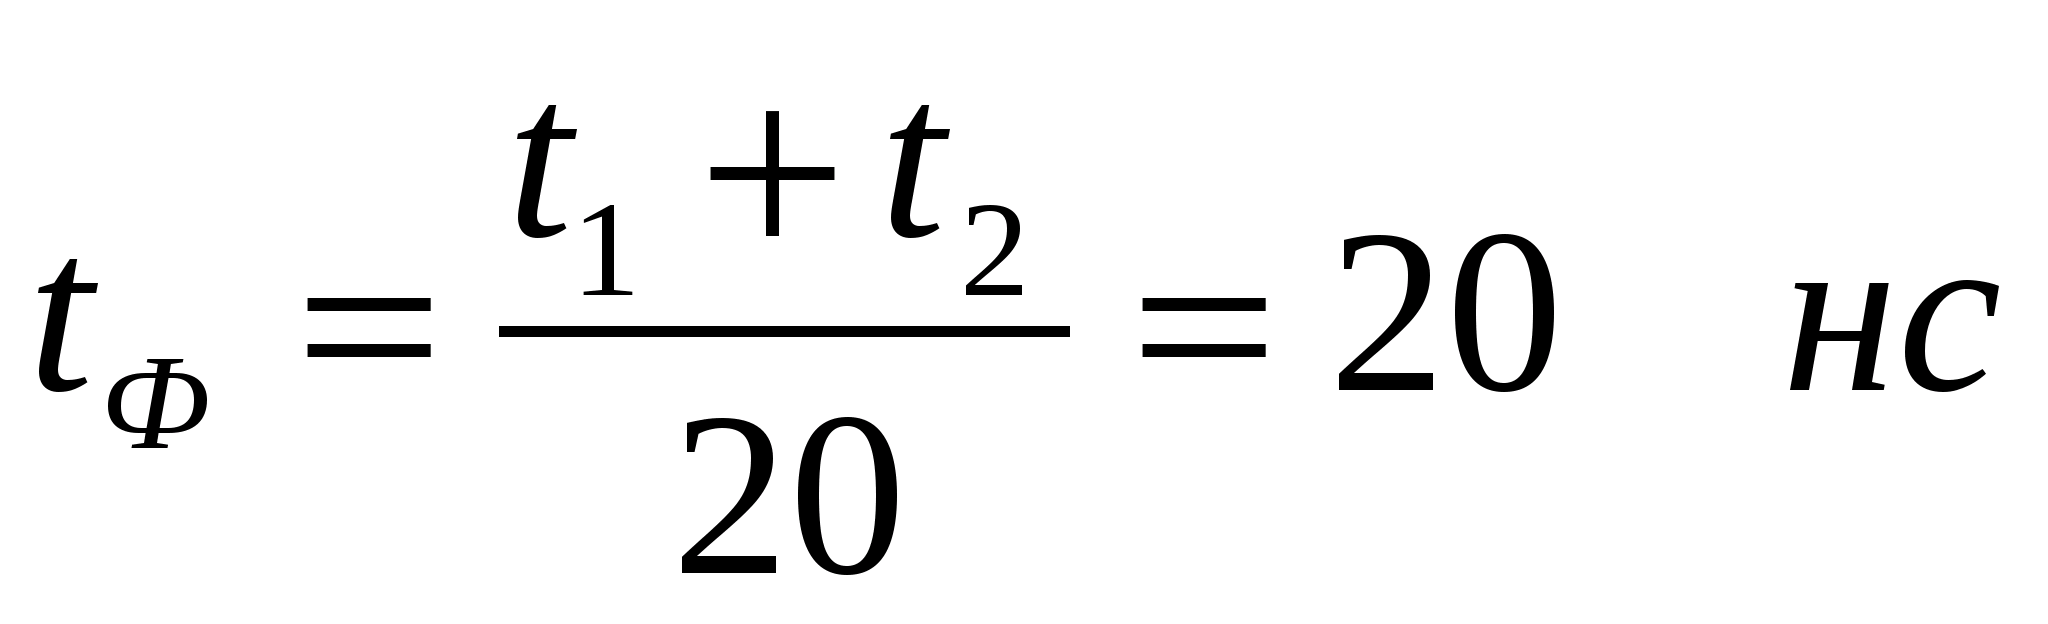 t_Ф = (t_1 + t_2) / 20 = 20 нс